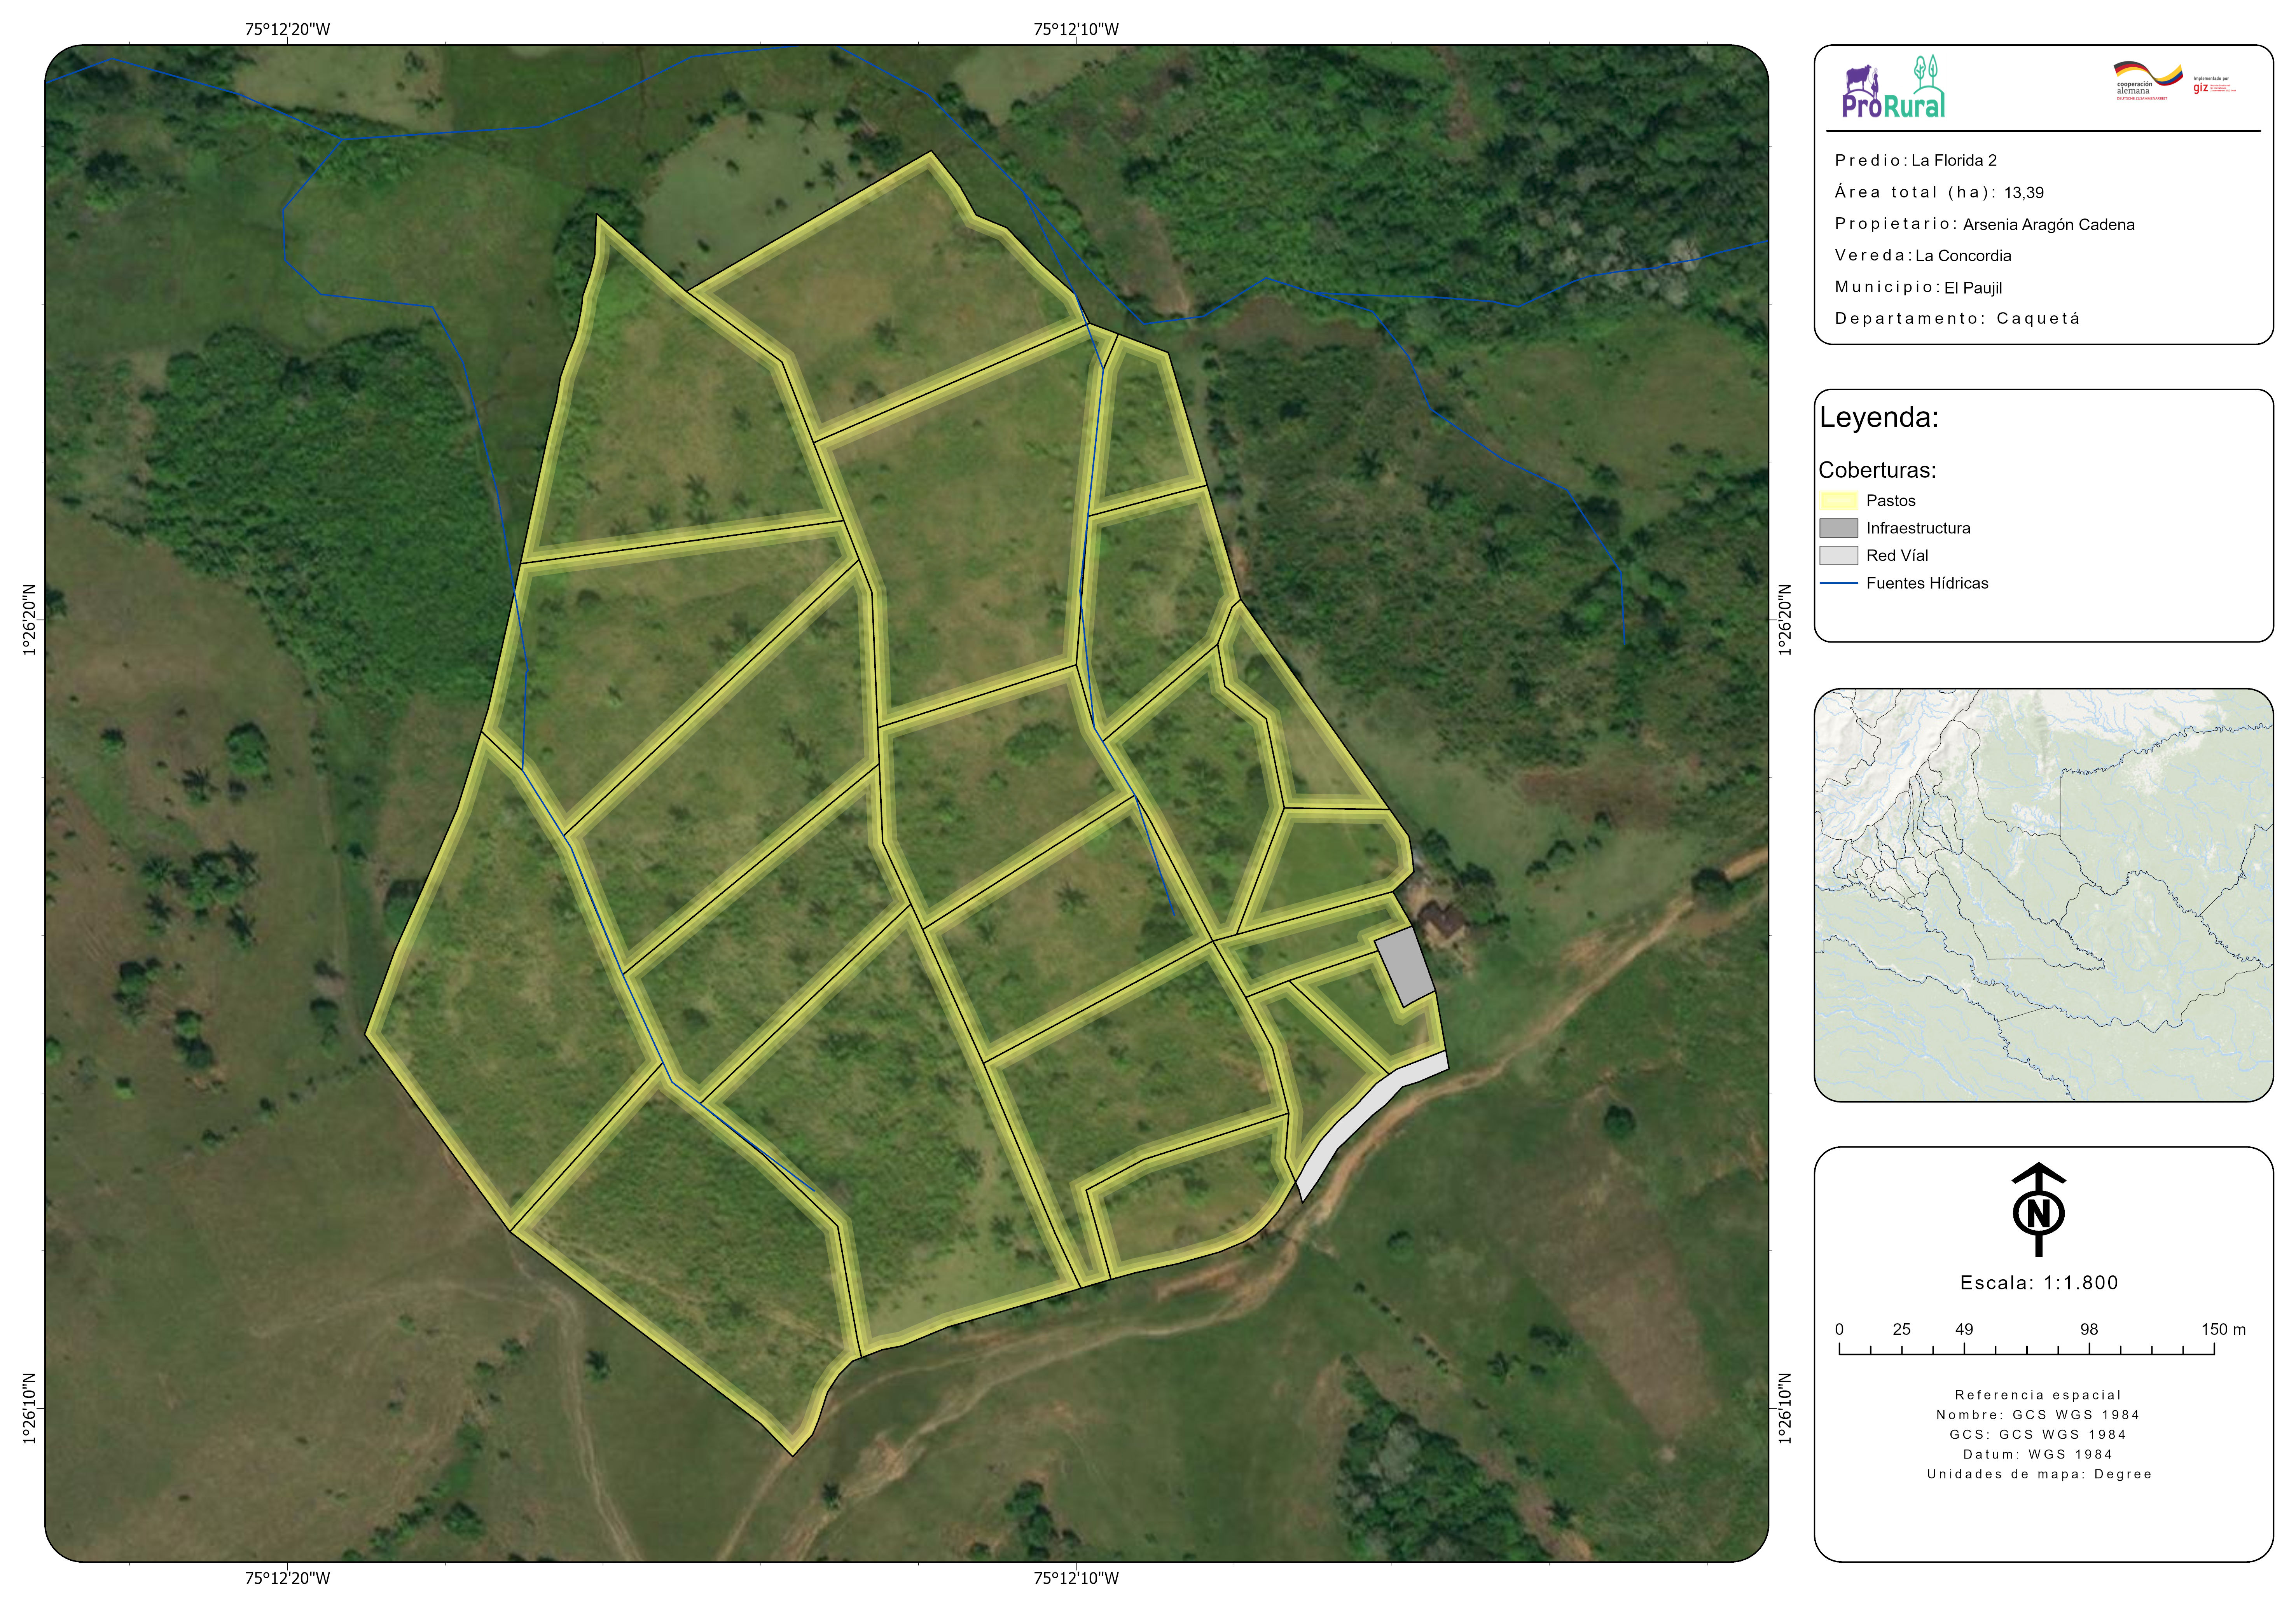 75°12'20"W
75°12'10"W
1°26'20"N
1°26'10"N
1°26'20"N
1°26'10"N
75°12'20"W
75°12'10"W
ProRural
cooperación
alemana
DEUTSCHE ZUSAMMENARBEIT
Implementado por
giz
Predio: La Florida 2
Área total (ha): 13,39
Propietario: Arsenia Aragón Cadena
Vereda: La Concordia
Municipio: El Paujil
Departamento: Caquetá
Leyenda:
Coberturas:
Pastos
Infraestructura
Red Víal
Fuentes Hídricas
N
Escala: 1:1.800
0 25 49 98 150 m
Referencia espacial
Nombre: GCS WGS 1984
GCS: GCS WGS 1984
Datum: WGS 1984
Unidades de mapa: Degree